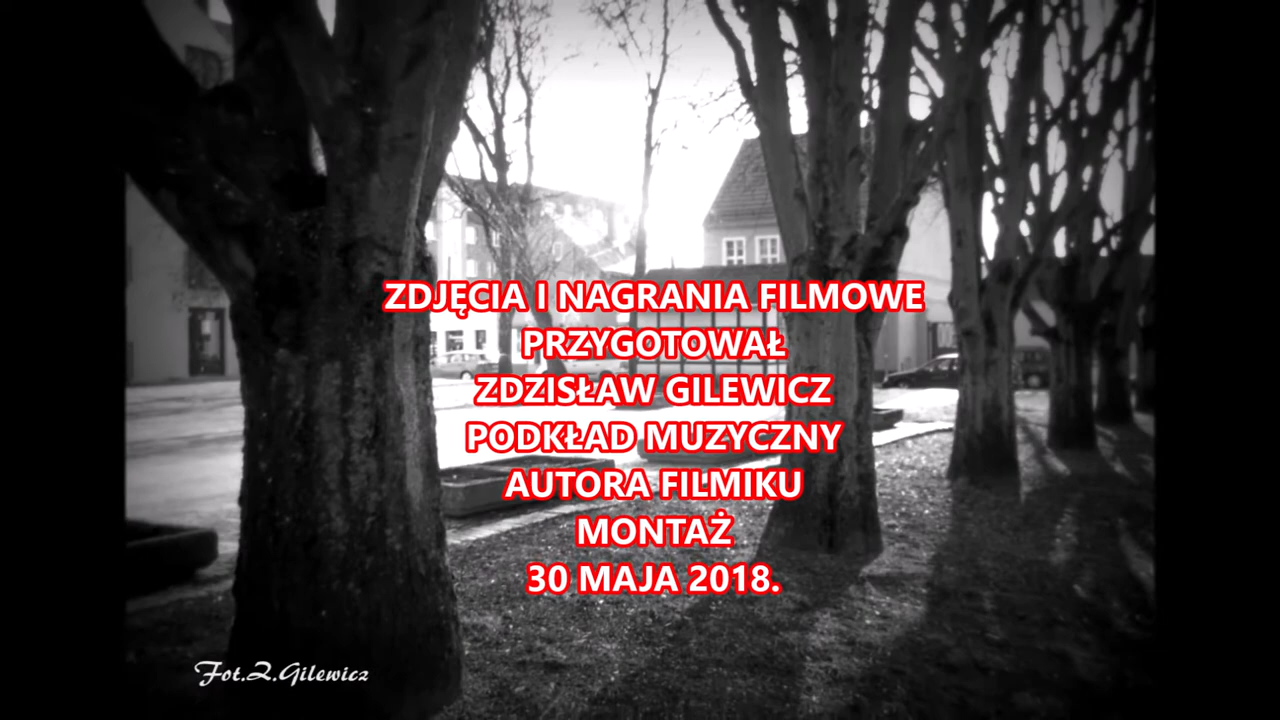 ZDJĘCIA I NAGRANIA FILMOWE
PRZYGOTOWAŁ
ZDZISŁAW GILEWICZ
PODKŁAD MUZYCZNY
AUTORA FILMIKU
MONTAŻ
30 MAJA 2018.
Fot.Z.Gilewicz